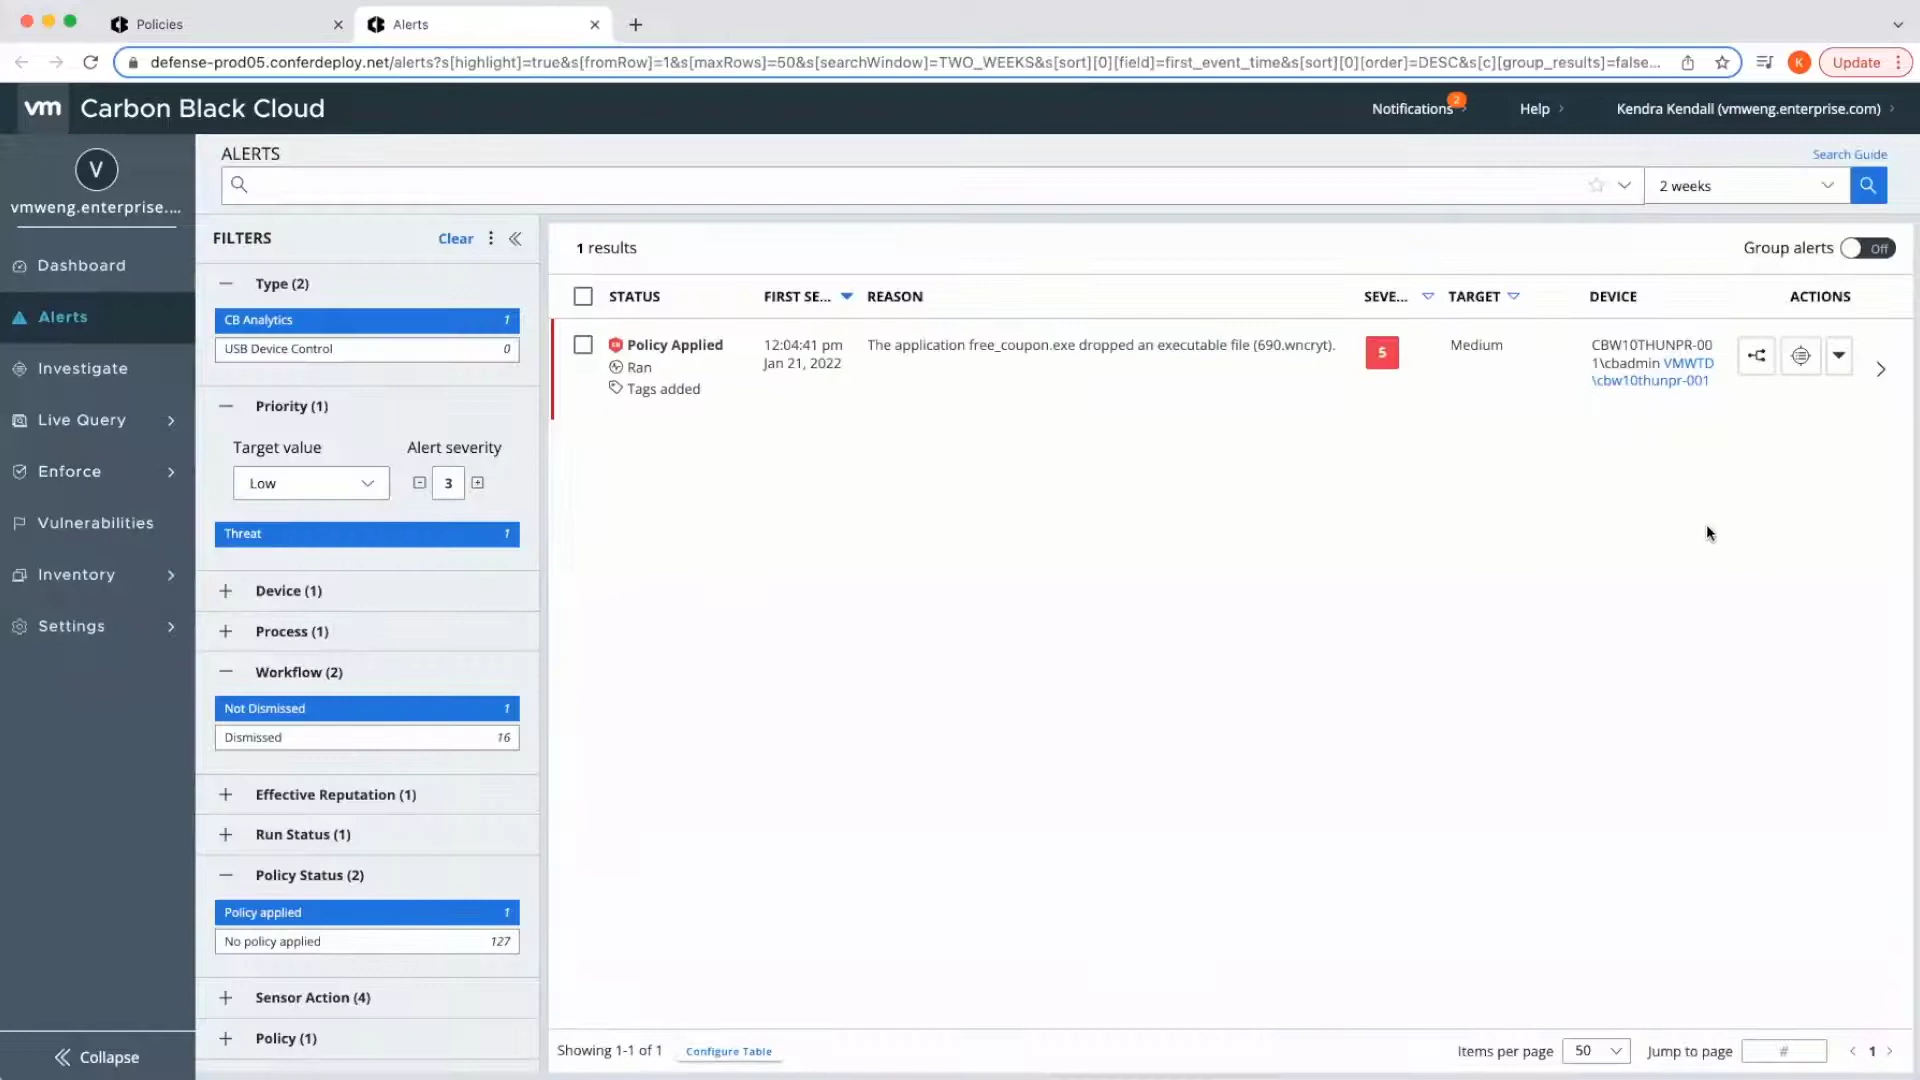 Policies
Alerts
defense-prod05.conferdeploy.net/alerts?s[highlight]=true&s[fromRow]=1&s[maxRows]=50&s[searchWindow]=TWO_WEEKS&s[sort][0][field]=first_event_time&s[sort][0][order]=DESC&s[c][group_results]=false...
K
Update
vm Carbon Black Cloud
Notifications 2
Help
Kendra Kendall (vmweng.enterprise.com)
V
vmweng.enterprise....
Dashboard
Alerts
Investigate
Live Query
Enforce
Vulnerabilities
Inventory
Settings
Collapse
ALERTS
Search Guide
2 weeks
FILTERS
Clear
Type (2)
CB Analytics 1
USB Device Control 0
Priority (1)
Target value
Alert severity
Low
3
Threat 1
Device (1)
Process (1)
Workflow (2)
Not Dismissed 1
Dismissed 16
Effective Reputation (1)
Run Status (1)
Policy Status (2)
Policy applied 1
No policy applied 127
Sensor Action (4)
Policy (1)
1 results
Group alerts
Off
STATUS FIRST SE... REASON SEVE... TARGET DEVICE ACTIONS
Policy Applied
Ran
Tags added
12:04:41 pm
Jan 21, 2022
The application free_coupon.exe dropped an executable file (690.wncryt).
5
Medium
CBW10THUNPR-00
1\cbadmin VMWTD
\cbw10thunpr-001
Showing 1-1 of 1
Configure Table
Items per page
50
Jump to page
#
1